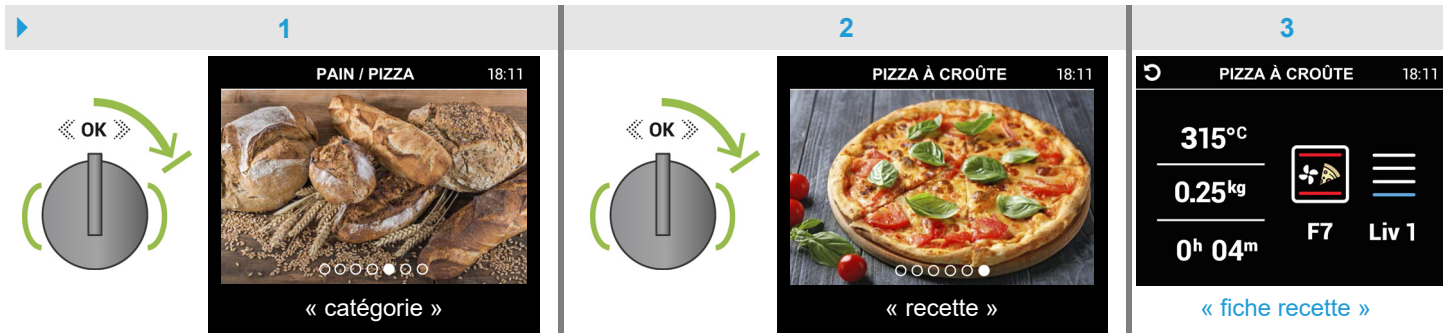 1
2
3
OK
PAIN / PIZZA 18:11
« catégorie »
OK
PIZZA À CROÛTE 18:11
« recette »
PIZZA À CROÛTE 18:11
315°C
0.25kg
0h 04m
F7 Liv 1
« fiche recette »